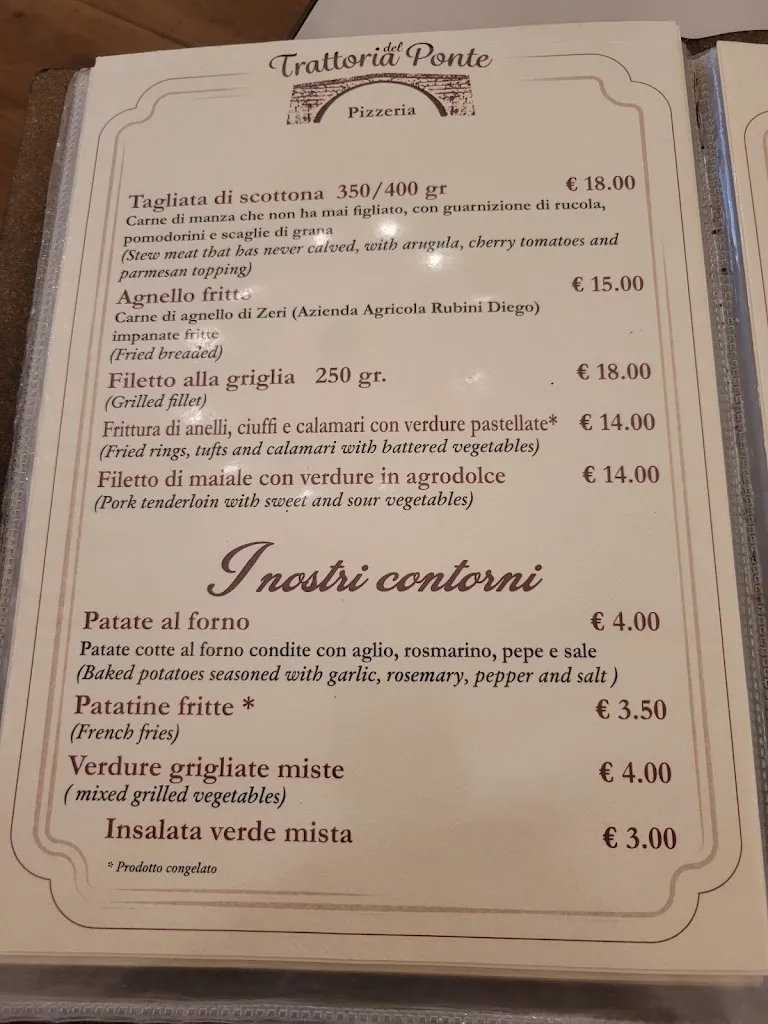 Trattoria del Ponte
Pizzeria
Tagliata di scottona 350/400 gr € 18.00
Carne di manza che non ha mai figliato, con guarnizione di rucola,
pomodorini e scaglie di grana
(Stew meat that has never calved, with arugula, cherry tomatoes and
parmesan topping)
Agnello fritto € 15.00
Carne di agnello di Zeri (Azienda Agricola Rubini Diego)
impanate fritte
(Fried breaded)
Filetto alla griglia 250 gr. € 18.00
(Grilled fillet)
Frittura di anelli, ciuffi e calamari con verdure pastellate* € 14.00
(Fried rings, tufts and calamari with battered vegetables)
Filetto di maiale con verdure in agrodolce € 14.00
(Pork tenderloin with sweet and sour vegetables)
I nostri contorni
Patate al forno € 4.00
Patate cotte al forno condite con aglio, rosmarino, pepe e sale
(Baked potatoes seasoned with garlic, rosemary, pepper and salt )
Patatine fritte * € 3.50
(French fries)
Verdure grigliate miste € 4.00
( mixed grilled vegetables)
Insalata verde mista € 3.00
* Prodotto congelato